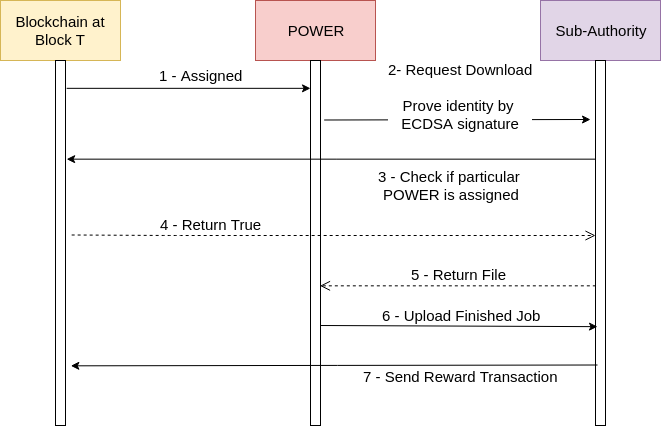 Blockchain at
Block T
POWER
Sub-Authority
1 - Assigned
2- Request Download
Prove identity by
ECDSA signature
3 - Check if particular
POWER is assigned
4 - Return True
5 - Return File
6 - Upload Finished Job
7 - Send Reward Transaction